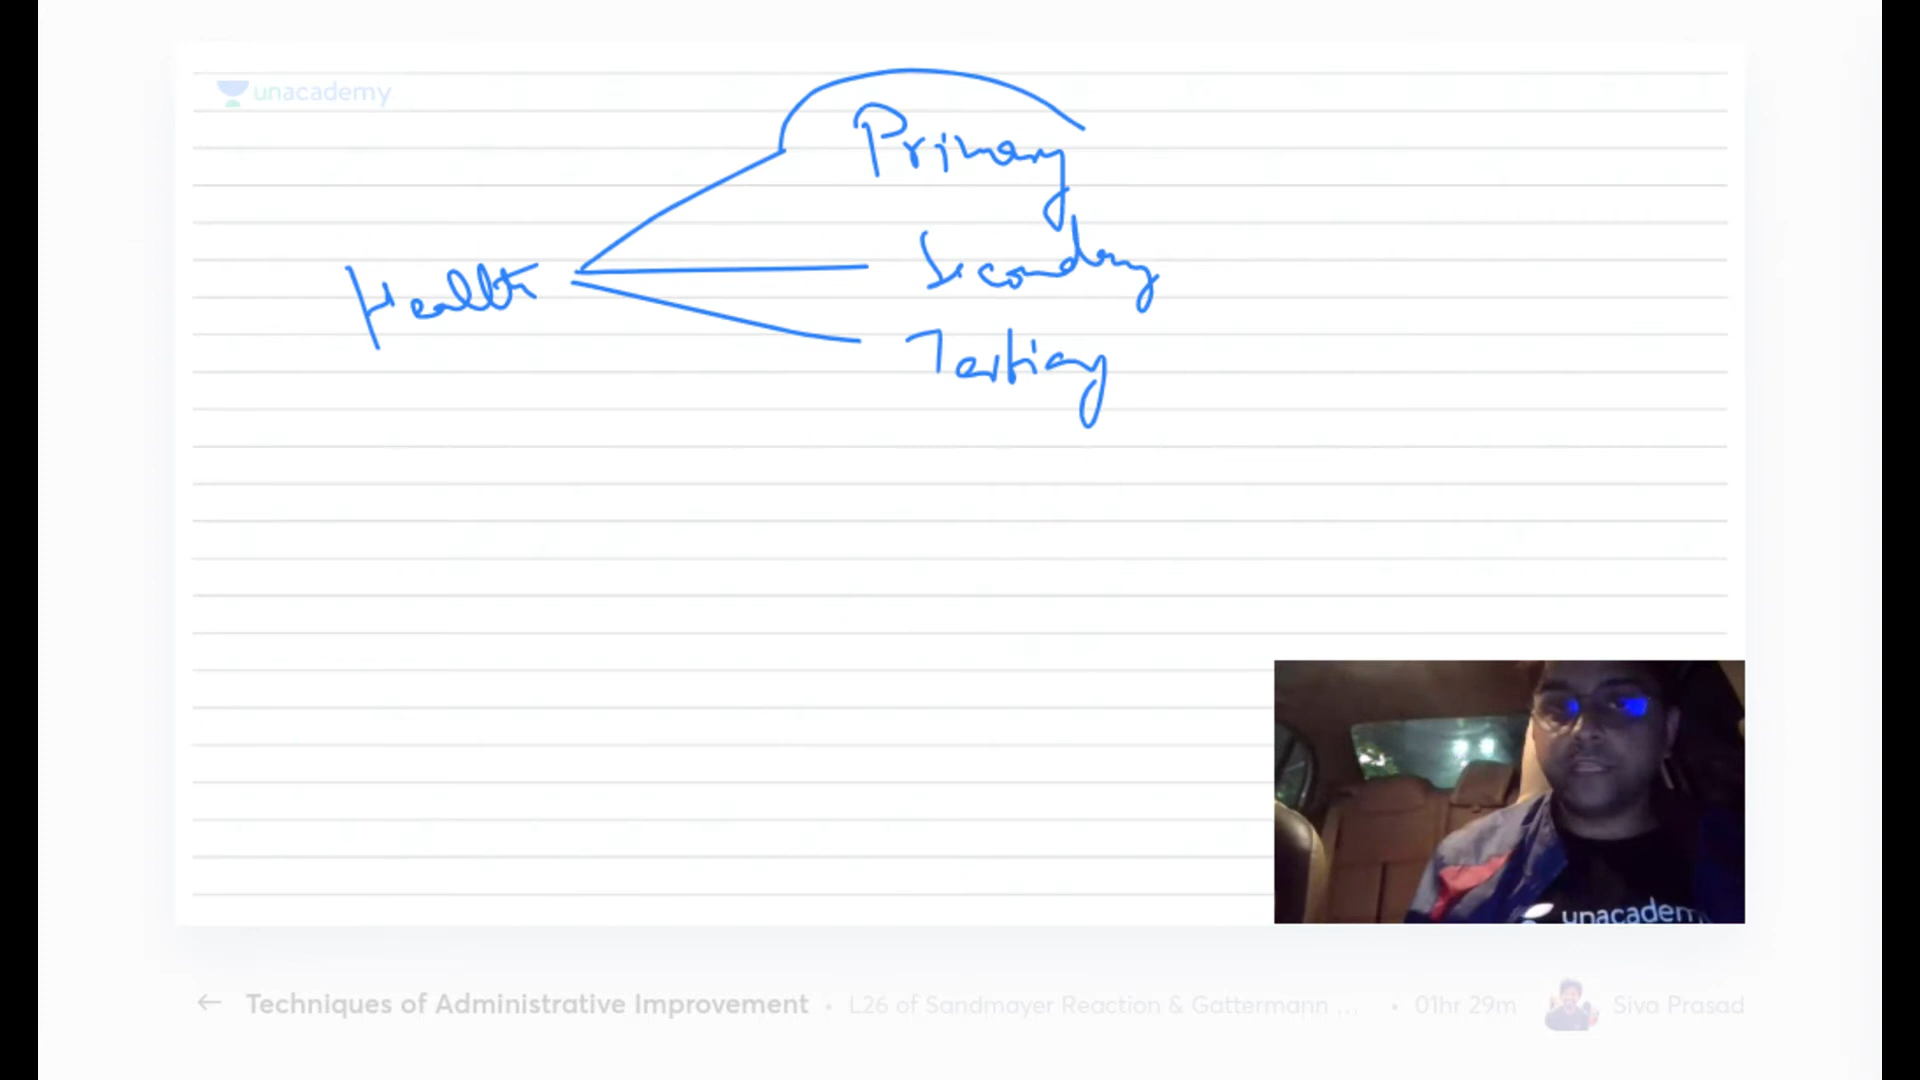 unacademy
Primary
Secondary
Health
Tertiary
unacadem
Techniques of Administrative Improvement • L26 of Sandmayer Reaction & Gattermann ... • 01hr 29m Siva Prasad